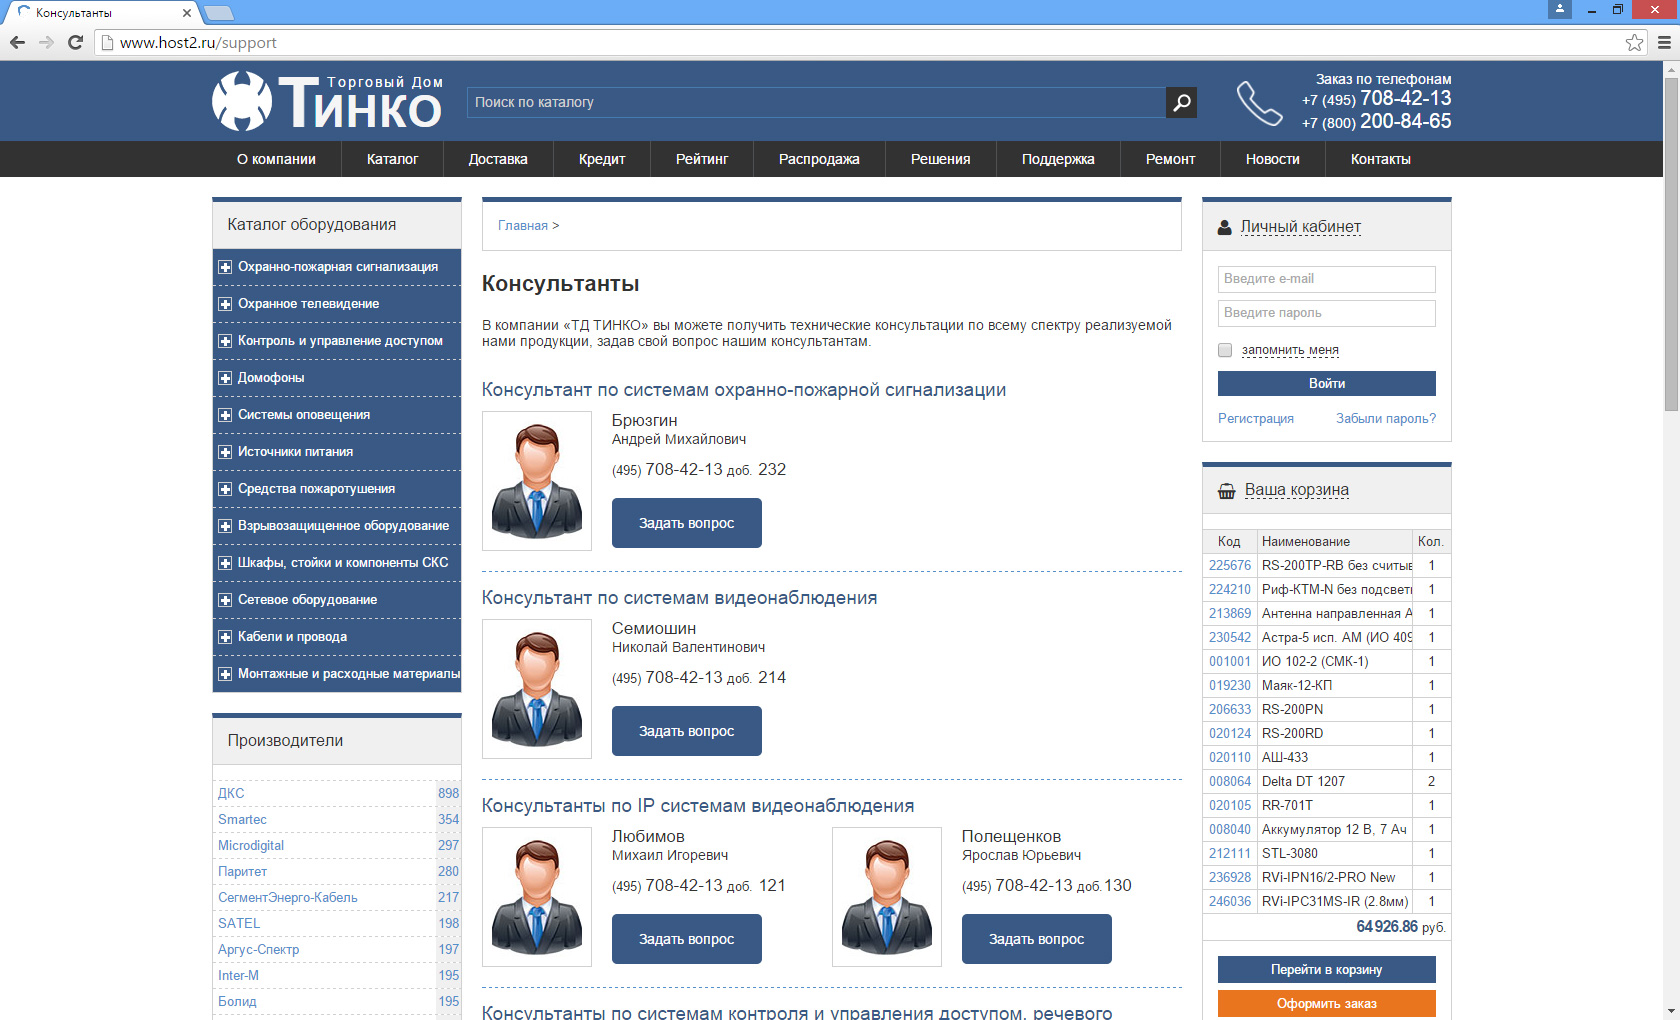 Консультанты
www.host2.ru/support
Торговый Дом
Тинко
Поиск по каталогу
Заказ по телефонам
+7 (495) 708-42-13
+7 (800) 200-84-65
О компании
Каталог
Доставка
Кредит
Рейтинг
Распродажа
Решения
Поддержка
Ремонт
Новости
Контакты
Каталог оборудования
Охранно-пожарная сигнализация
Охранное телевидение
Контроль и управление доступом
Домофоны
Системы оповещения
Источники питания
Средства пожаротушения
Взрывозащищенное оборудование
Шкафы, стойки и компоненты СКС
Сетевое оборудование
Кабели и провода
Монтажные и расходные материалы
Производители
ДКС 898
Smartec 354
Microdigital 297
Паритет 280
СегментЭнерго-Кабель 217
SATEL 198
Аргус-Спектр 197
Inter-M 195
Болид 195
Главная >
Консультанты
В компании «ТД ТИНКО» вы можете получить технические консультации по всему спектру реализуемой
нами продукции, задав свой вопрос нашим консультантам.
Консультант по системам охранно-пожарной сигнализации
Брюзгин
Андрей Михайлович
(495) 708-42-13 доб. 232
Задать вопрос
Консультант по системам видеонаблюдения
Семиошин
Николай Валентинович
(495) 708-42-13 доб. 214
Задать вопрос
Консультанты по IP системам видеонаблюдения
Любимов
Михаил Игоревич
(495) 708-42-13 доб. 121
Задать вопрос
Полещенков
Ярослав Юрьевич
(495) 708-42-13 доб. 130
Задать вопрос
Консультанты по системам контроля и управления доступом, речевого
Личный кабинет
Введите e-mail
Введите пароль
запомнить меня
Войти
Регистрация Забыли пароль?
Ваша корзина
Код Наименование Кол.
225676 RS-200TP-RB без считыв 1
224210 Риф-КТМ-N без подсветк 1
213869 Антенна направленная А 1
230542 Астра-5 исп. АМ (ИО 409 1
001001 ИО 102-2 (СМК-1) 1
019230 Маяк-12-КП 1
206633 RS-200PN 1
020124 RS-200RD 1
020110 АШ-433 1
008064 Delta DT 1207 2
020105 RR-701T 1
008040 Аккумулятор 12 В, 7 Ач 1
212111 STL-3080 1
236928 RVi-IPN16/2-PRO New 1
246036 RVi-IPC31MS-IR (2.8мм) 1
64 926.86 руб.
Перейти в корзину
Оформить заказ